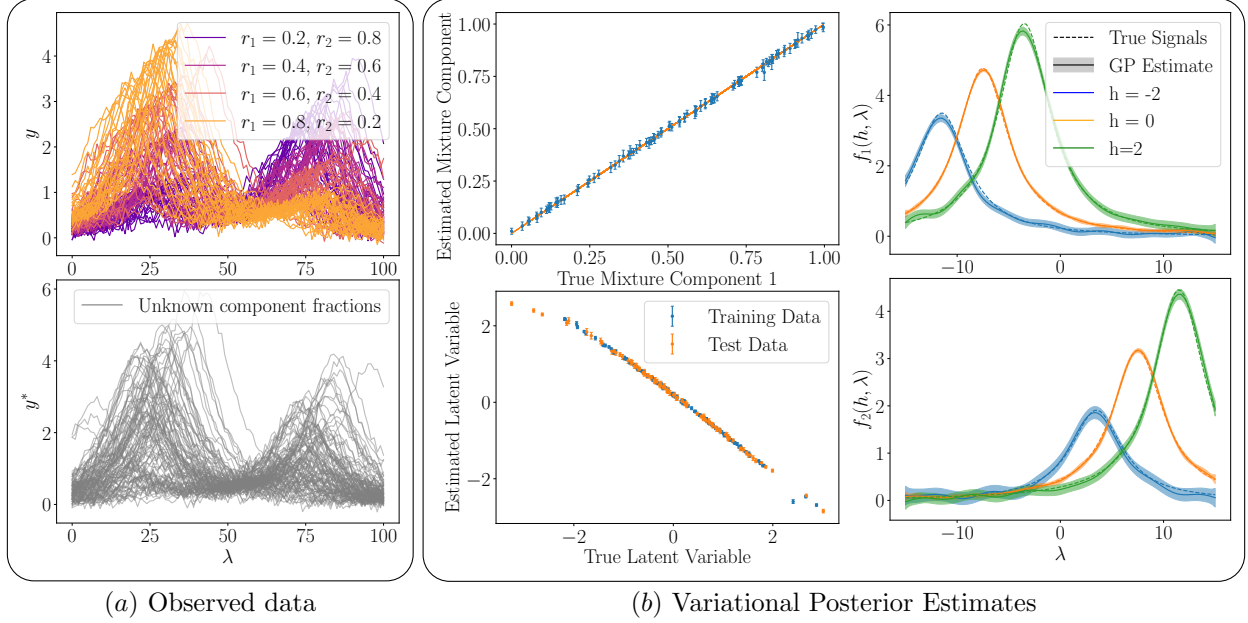 r₁ = 0.2, r₂ = 0.8
r₁ = 0.4, r₂ = 0.6
r₁ = 0.6, r₂ = 0.4
r₁ = 0.8, r₂ = 0.2
y
4
3
2
1
0
0 25 50 75 100
Unknown component fractions
y*
6
4
2
0
0 25 50 75 100
λ
(a) Observed data
Estimated Mixture Component
1.00
0.75
0.50
0.25
0.00
0.00 0.25 0.50 0.75 1.00
True Mixture Component 1
Training Data
Test Data
Estimated Latent Variable
2
0
−2
−2 0 2
True Latent Variable
True Signals
GP Estimate
h = -2
h = 0
h=2
f₁(h, λ)
6
4
2
0
−10 0 10
f₂(h, λ)
4
3
2
1
0
−10 0 10
λ
(b) Variational Posterior Estimates